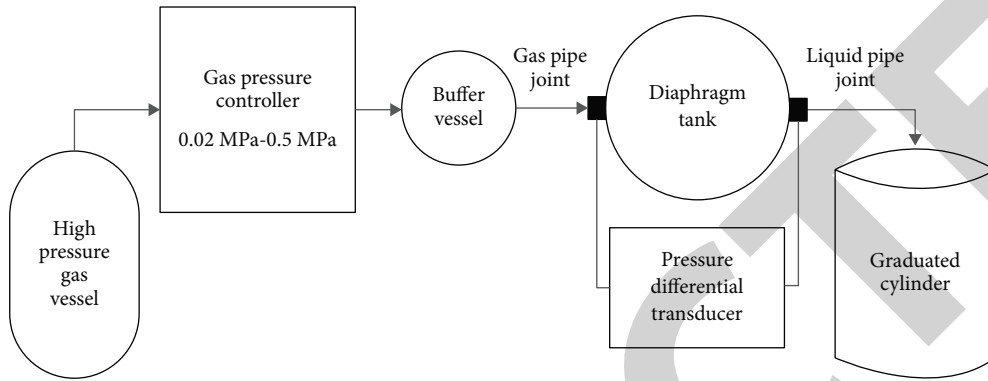 High
pressure
gas
vessel
Gas pressure
controller
0.02 MPa-0.5 MPa
Buffer
vessel
Gas pipe
joint
Diaphragm
tank
Liquid pipe
joint
Pressure
differential
transducer
Graduated
cylinder